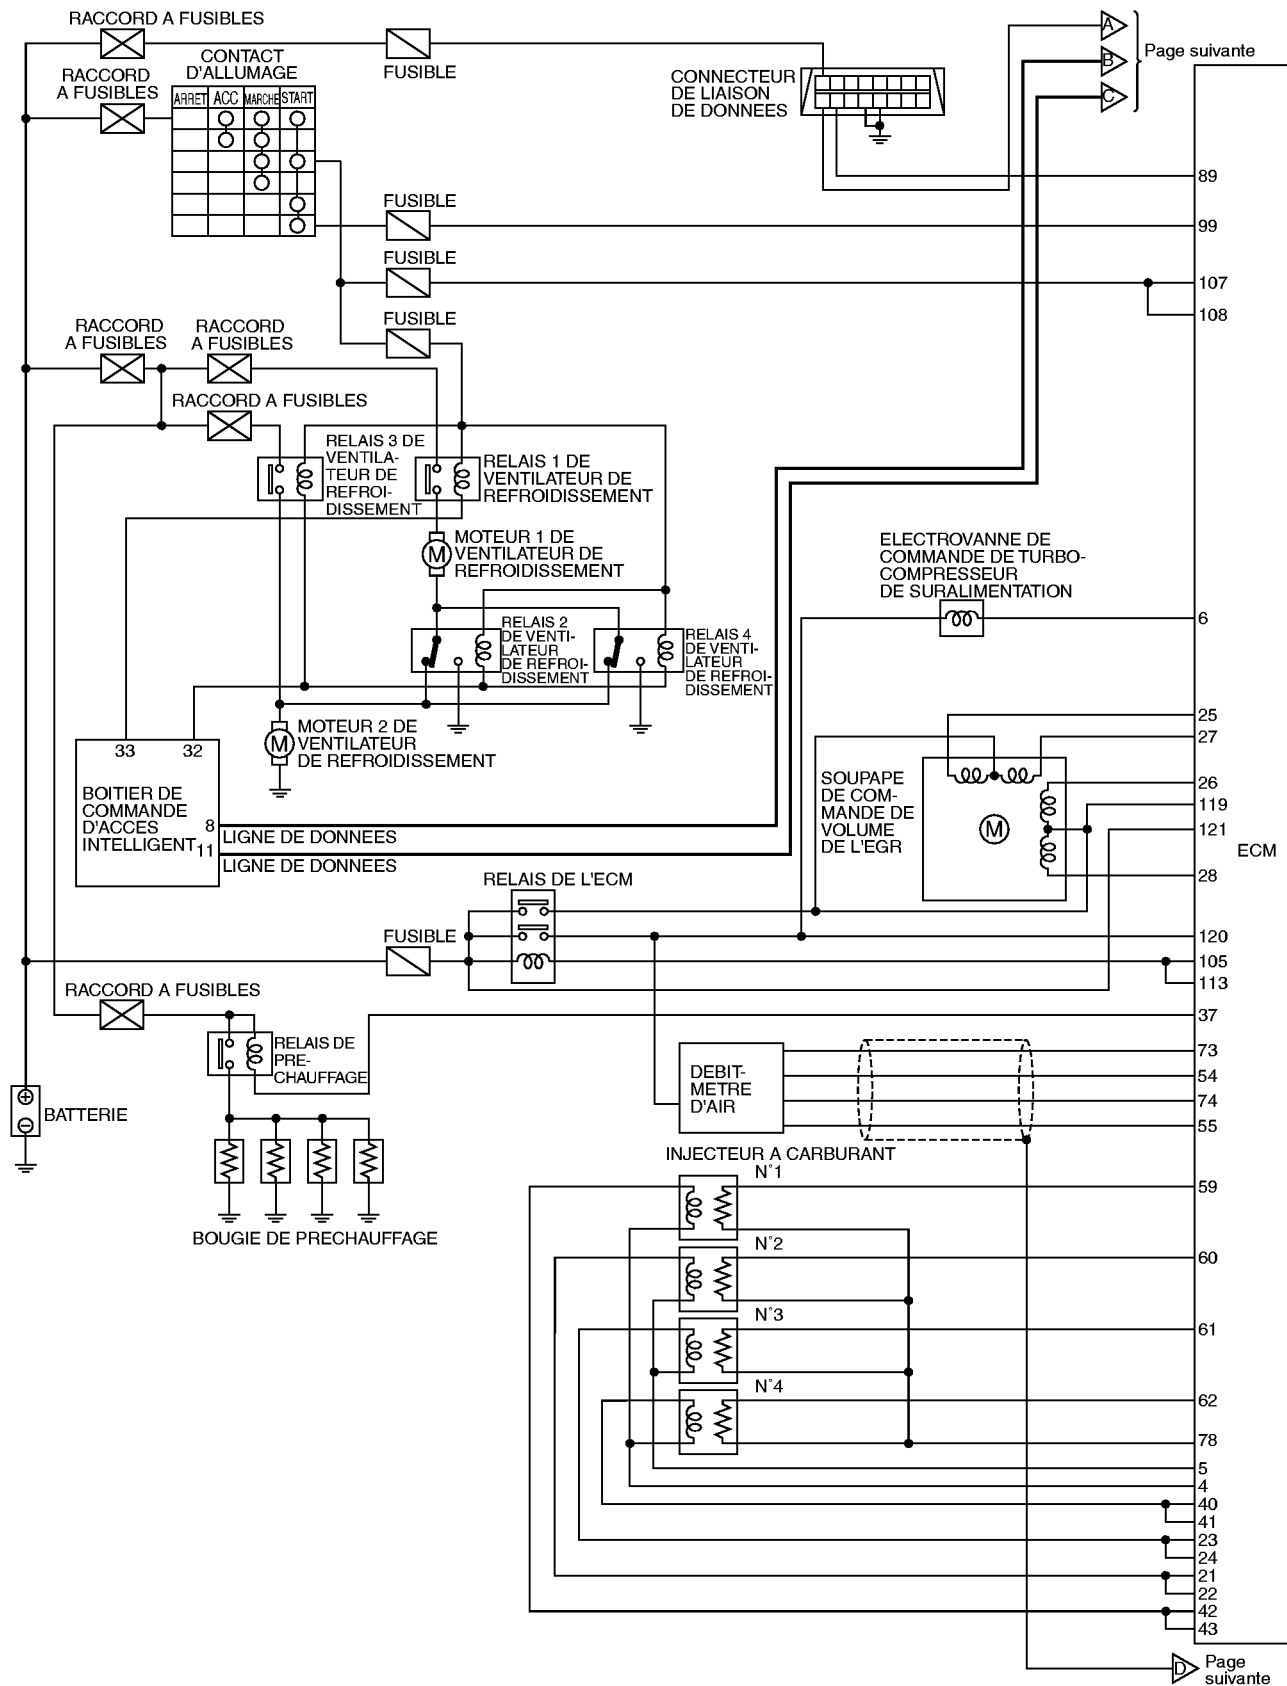 RACCORD A FUSIBLES
FUSIBLE
RACCORD
A FUSIBLES
CONTACT
D'ALLUMAGE
ARRET
ACC
MARCHE
START
CONNECTEUR
DE LIAISON
DE DONNEES
A
B
C
Page suivante
89
FUSIBLE
99
FUSIBLE
107
108
FUSIBLE
RACCORD
A FUSIBLES
RACCORD
A FUSIBLES
RACCORD A FUSIBLES
RELAIS 3 DE
VENTILA-
TEUR DE
REFROI-
DISSEMENT
RELAIS 1 DE
VENTILATEUR DE
REFROIDISSEMENT
M
MOTEUR 1 DE
VENTILATEUR DE
REFROIDISSEMENT
ELECTROVANNE DE
COMMANDE DE TURBO-
COMPRESSEUR
DE SURALIMENTATION
6
RELAIS 2
DE VENTI-
LATEUR
DE REFROI-
DISSEMENT
RELAIS 4
DE VENTI-
LATEUR
DE REFROI-
DISSEMENT
M
MOTEUR 2 DE
VENTILATEUR
DE REFROIDISSEMENT
33
32
BOITIER DE
COMMANDE
D'ACCES
INTELLIGENT
8
11
LIGNE DE DONNEES
LIGNE DE DONNEES
SOUPAPE
DE COM-
MANDE DE
VOLUME
DE L'EGR
M
25
27
26
119
121
28
ECM
RELAIS DE L'ECM
FUSIBLE
120
105
113
RACCORD A FUSIBLES
37
RELAIS DE
PRE-
CHAUFFAGE
DEBIT-
METRE
D'AIR
73
54
74
55
BATTERIE
BOUGIE DE PRECHAUFFAGE
INJECTEUR A CARBURANT
N°1
59
N°2
60
N°3
61
N°4
62
78
5
4
40
41
23
24
21
22
42
43
D
Page
suivante